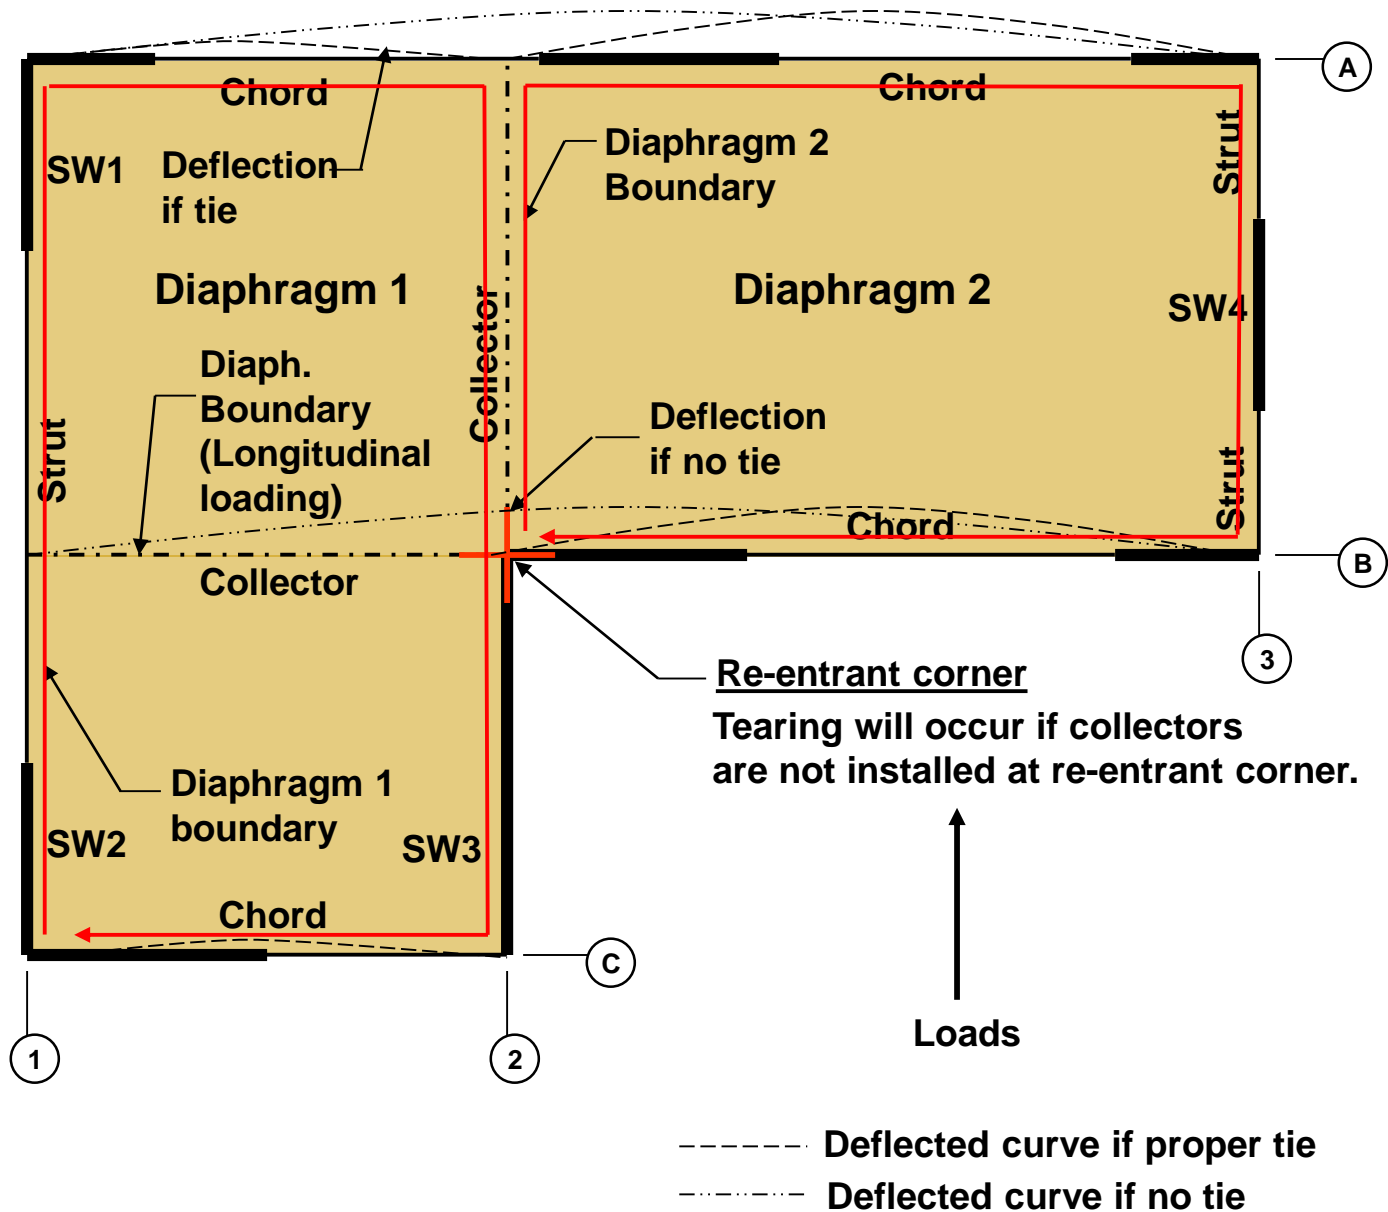 A
Chord
Chord
Strut
SW1
Deflection
if tie
Diaphragm 2
Boundary
Diaphragm 1
Diaphragm 2
Collector
SW4
Diaph.
Boundary
(Longitudinal
loading)
Strut
Deflection
if no tie
Strut
Chord
B
Collector
Re-entrant corner
3
Tearing will occur if collectors
are not installed at re-entrant corner.
Diaphragm 1
boundary
SW2
SW3
Chord
C
Loads
1
2
Deflected curve if proper tie
Deflected curve if no tie